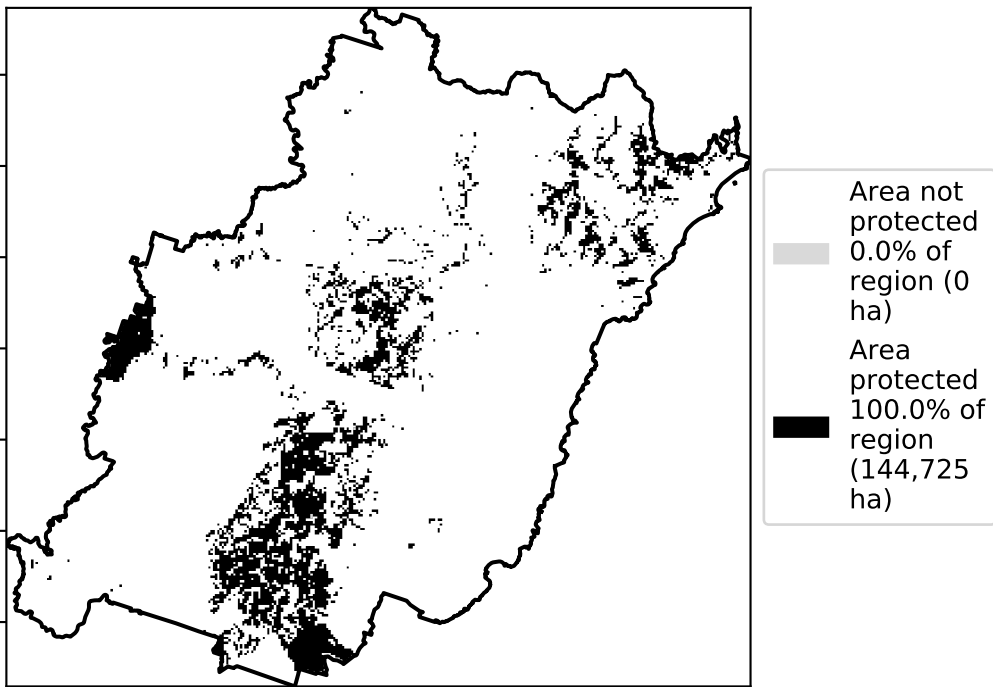 Area not
protected
0.0% of
region (0
ha)
Area
protected
100.0% of
region
(144,725
ha)